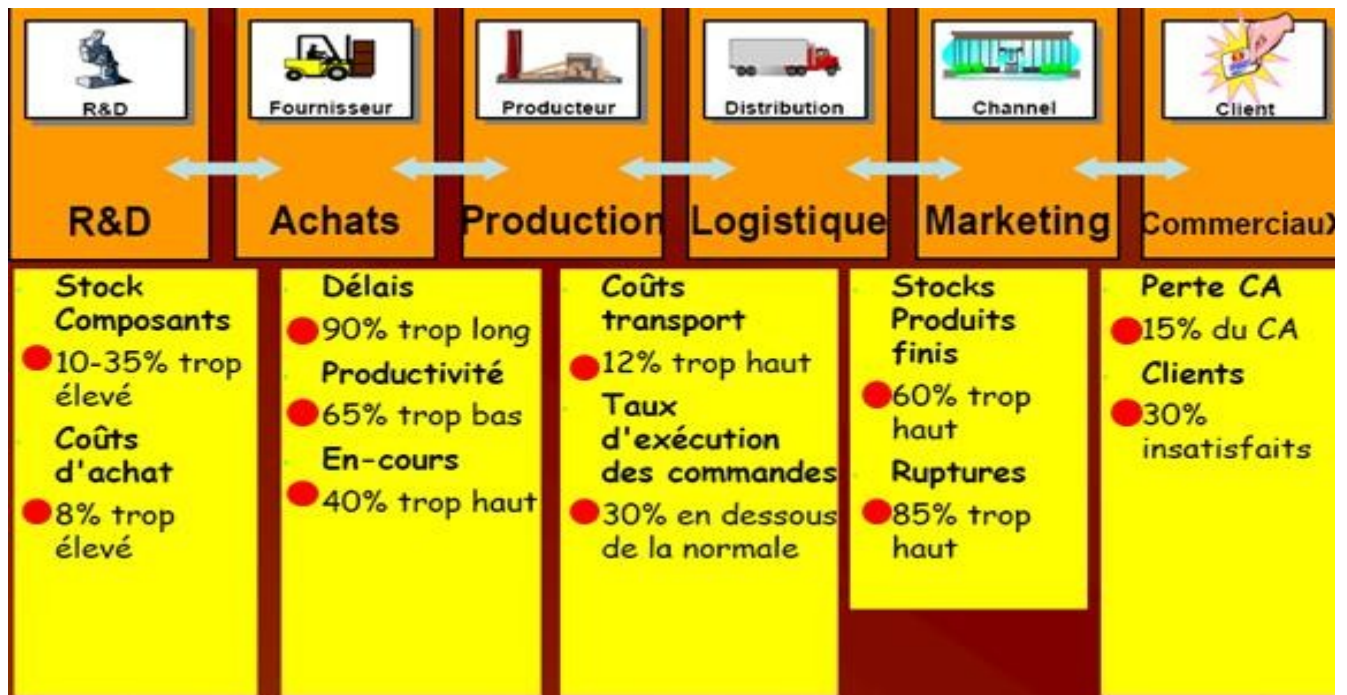 R&D
Fournisseur
Producteur
Distribution
Channel
Client
R&D
Achats
Production
Logistique
Marketing
Commerciaux
Stock
Composants
10-35% trop
élevé
Coûts
d'achat
8% trop
élevé
Délais
90% trop long
Productivité
65% trop bas
En-cours
40% trop haut
Coûts
transport
12% trop haut
Taux
d'exécution
des commandes
30% en dessous
de la normale
Stocks
Produits
finis
60% trop
haut
Ruptures
85% trop
haut
Perte CA
15% du CA
Clients
30%
insatisfaits